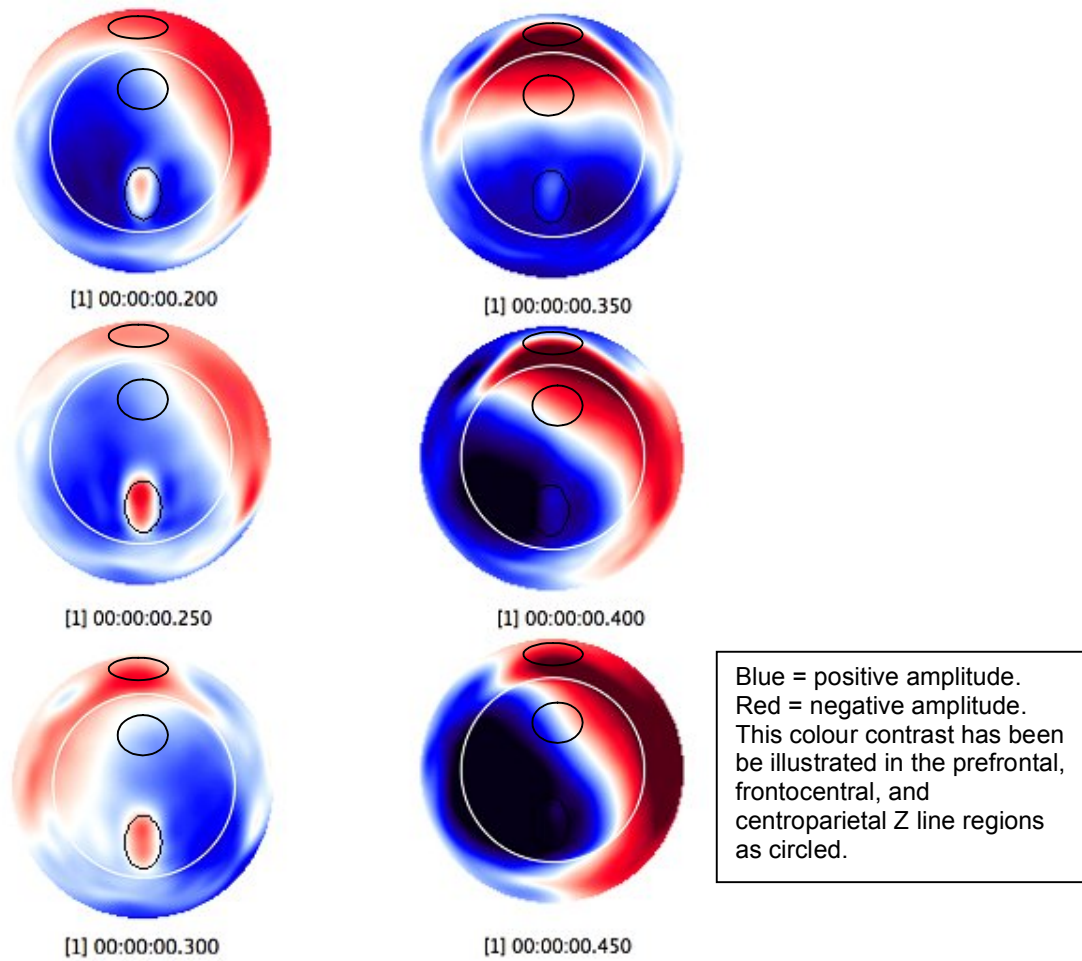 [1] 00:00:00.200
[1] 00:00:00.350
[1] 00:00:00.250
[1] 00:00:00.400
Blue = positive amplitude.
Red = negative amplitude.
This colour contrast has been
be illustrated in the prefrontal,
frontocentral, and
centroparietal Z line regions
as circled.
[1] 00:00:00.300
[1] 00:00:00.450